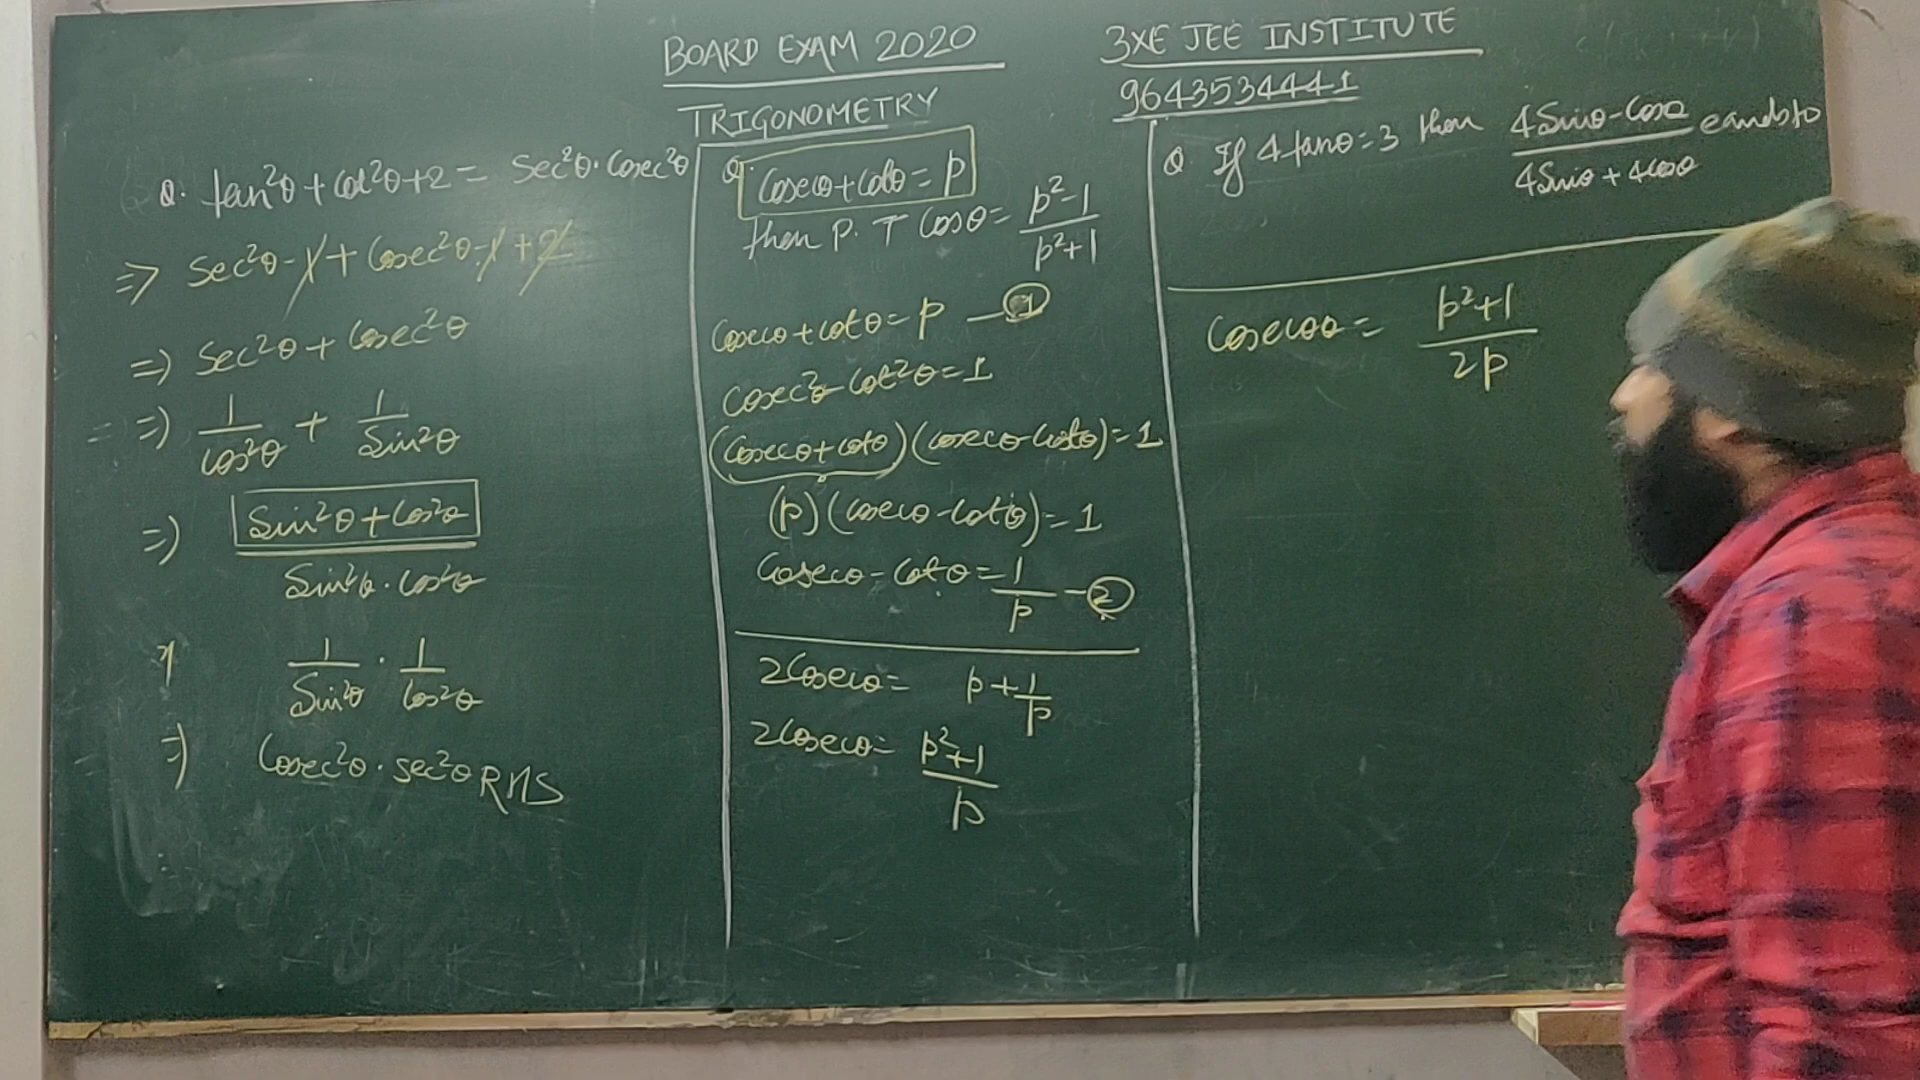 BOARD EXAM 2020
3XE JEE INSTITUTE
9643534441
TRIGONOMETRY
Q. tan²θ + cot²θ + 2 = sec²θ · cosec²θ
⇒ sec²θ - 1 + cosec²θ - 1 + 2
⇒ sec²θ + cosec²θ
= ⇒ 1/cos²θ + 1/sin²θ
⇒ sin²θ + cos²θ / sin²θ · cos²θ
1/sin²θ · 1/cos²θ
⇒ cosec²θ · sec²θ RHS
Q. cosecθ + cotθ = p
then P. T cosθ = p²-1/p²+1
cosecθ + cotθ = p — 1
cosec²θ - cot²θ = 1
(cosecθ + cotθ)(cosecθ - cotθ) = 1
(p)(cosecθ - cotθ) = 1
cosecθ - cotθ = 1/p — 2
2cosecθ = p + 1/p
2cosecθ = p²+1/p
Q. If 4tanθ = 3 then 4sinθ - cosθ / 4sinθ + 4cosθ
cosecθ = p²+1/2p